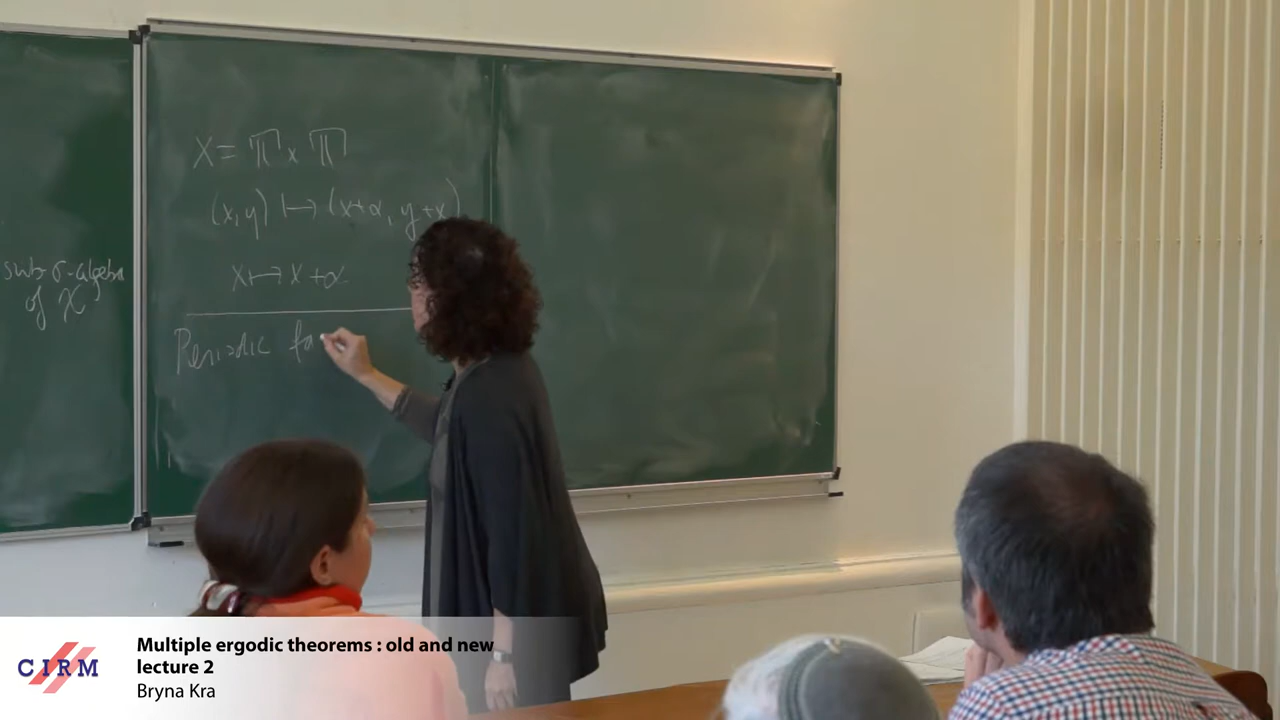 sub σ-algebra
of X
X = 𝕋 × 𝕋
(x,y) ↦ (x+α, y+x)
x ↦ x+α
Periodic fa
CIRM
Multiple ergodic theorems : old and new
lecture 2
Bryna Kra